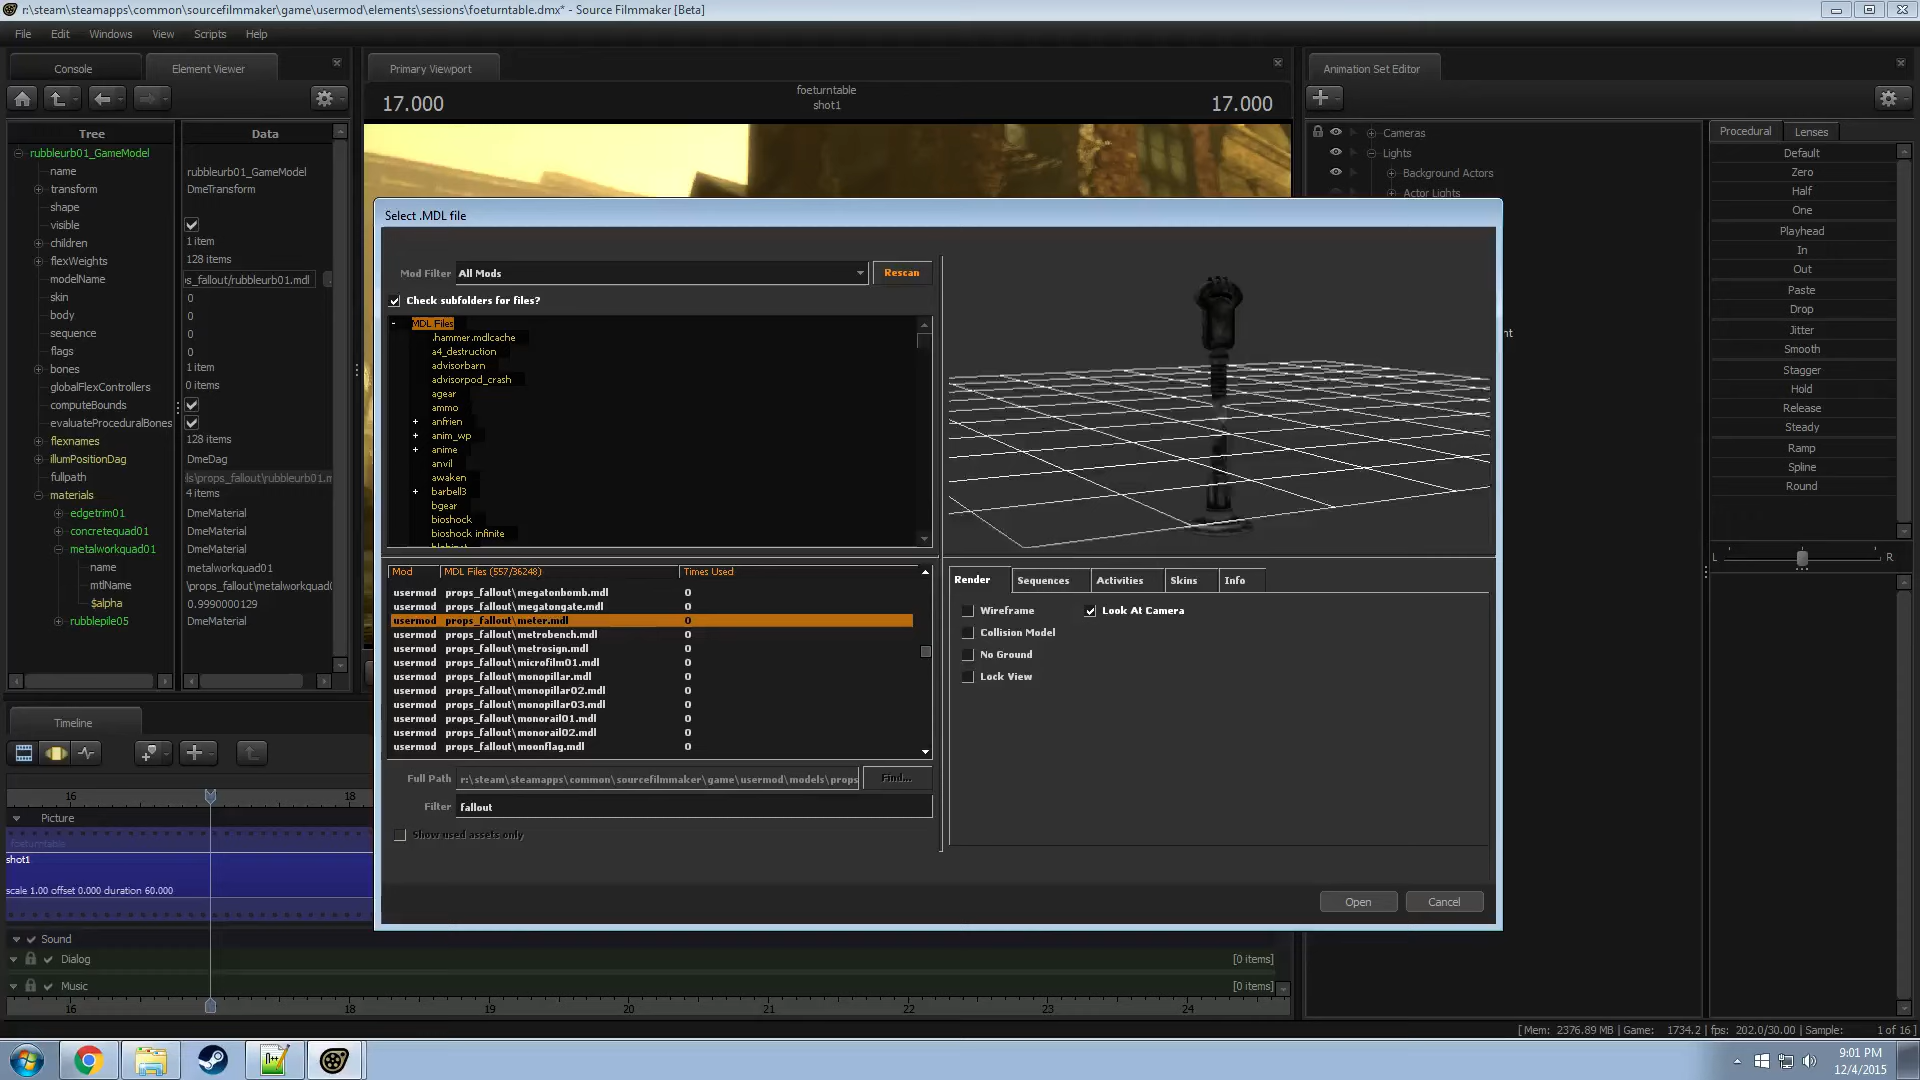 r:\steam\steamapps\common\sourcefilmmaker\game\usermod\elements\sessions\foeturntable.dmx* - Source Filmmaker [Beta]
File Edit Windows View Scripts Help
Console Element Viewer
Primary Viewport
Animation Set Editor
17.000
foeturntable
shot1
17.000
Tree Data
rubbleurb01_GameModel
name rubbleurb01_GameModel
transform DmeTransform
shape
visible
children 1 item
flexWeights 128 items
modelName s_fallout/rubbleurb01.mdl
skin 0
body 0
sequence 0
flags 0
bones 1 item
globalFlexControllers 0 items
computeBounds
evaluateProceduralBones
flexnames 128 items
illumPositionDag DmeDag
fullpath ls\props_fallout\rubbleurb01.m
materials 4 items
edgetrim01 DmeMaterial
concretequad01 DmeMaterial
metalworkquad01 DmeMaterial
name metalworkquad01
mtlName \props_fallout\metalworkquad
$alpha 0.9990000129
rubblepile05 DmeMaterial
Cameras
Lights
Background Actors
Actor Lights
nt
Procedural Lenses
Default
Zero
Half
One
Playhead
In
Out
Paste
Drop
Jitter
Smooth
Stagger
Hold
Release
Steady
Ramp
Spline
Round
L R
Select .MDL file
Mod Filter All Mods Rescan
Check subfolders for files?
- MDL Files
.hammer.mdlcache
a4_destruction
advisorbarn
advisorpod_crash
agear
ammo
+ anfrien
+ anim_wp
+ anime
anvil
awaken
+ barbell3
bgear
bioshock
bioshock infinite
Mod MDL Files (557/36248) Times Used
usermod props_fallout\megatonbomb.mdl 0
usermod props_fallout\megatongate.mdl 0
usermod props_fallout\meter.mdl 0
usermod props_fallout\metrobench.mdl 0
usermod props_fallout\metrosign.mdl 0
usermod props_fallout\microfilm01.mdl 0
usermod props_fallout\monopillar.mdl 0
usermod props_fallout\monopillar02.mdl 0
usermod props_fallout\monopillar03.mdl 0
usermod props_fallout\monorail01.mdl 0
usermod props_fallout\monorail02.mdl 0
usermod props_fallout\moonflag.mdl 0
Full Path r:\steam\steamapps\common\sourcefilmmaker\game\usermod\models\props Find...
Filter fallout
Show used assets only
Render Sequences Activities Skins Info
Wireframe Look At Camera
Collision Model
No Ground
Lock View
Open Cancel
Timeline
16 18
Picture
foeturntable
shot1
scale 1.00 offset 0.000 duration 60.000
Sound
Dialog [0 items]
Music [0 items]
16 18 19 20 21 22 23 24
[ Mem: 2376.89 MB | Game: 1734.2 | fps: 202.0/30.00 | Sample: 1 of 16 ]
n++
9:01 PM
12/4/2015